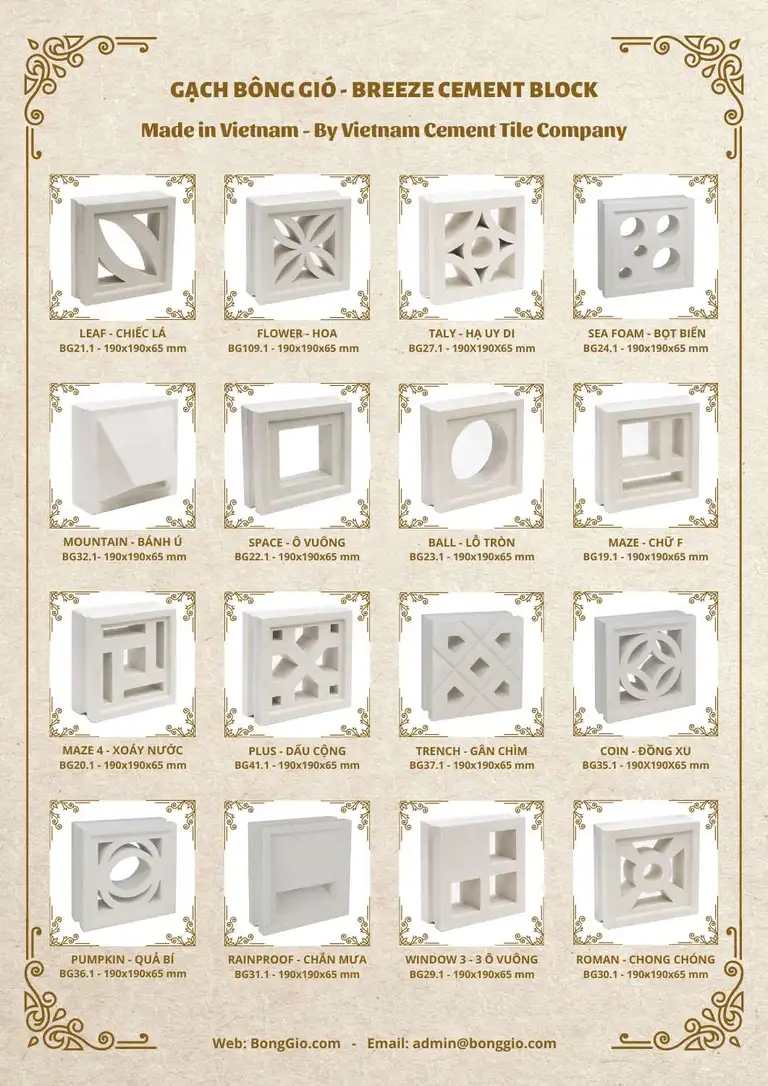 GẠCH BÔNG GIÓ - BREEZE CEMENT BLOCK
Made in Vietnam - By Vietnam Cement Tile Company
LEAF - CHIẾC LÁ
BG21.1 - 190x190x65 mm
FLOWER - HOA
BG109.1 - 190x190x65 mm
TALY - HẠ UY DI
BG27.1 - 190X190X65 mm
SEA FOAM - BỌT BIỂN
BG24.1 - 190x190x65 mm
MOUNTAIN - BÁNH Ú
BG32.1- 190x190x65 mm
SPACE - Ô VUÔNG
BG22.1 - 190x190x65 mm
BALL - LỖ TRÒN
BG23.1 - 190x190x65 mm
MAZE - CHỮ F
BG19.1 - 190x190x65 mm
MAZE 4 - XOÁY NƯỚC
BG20.1 - 190x190x65 mm
PLUS - DẤU CỘNG
BG41.1 - 190x190x65 mm
TRENCH - GÂN CHÌM
BG37.1 - 190x190x65 mm
COIN - ĐỒNG XU
BG35.1 - 190X190X65 mm
PUMPKIN - QUẢ BÍ
BG36.1 - 190x190x65 mm
RAINPROOF - CHẮN MƯA
BG31.1 - 190x190x65 mm
WINDOW 3 - 3 Ô VUÔNG
BG29.1 - 190x190x65 mm
ROMAN - CHONG CHÓNG
BG30.1 - 190x190x65 mm
Web: BongGio.com - Email: admin@bonggio.com